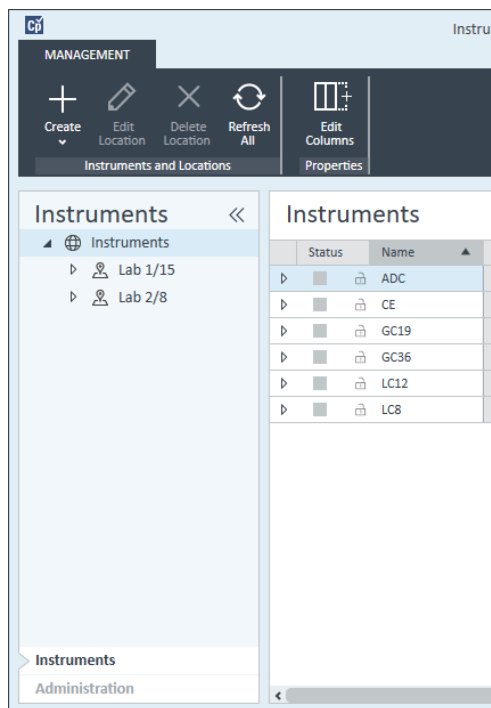 Cp
Instru
MANAGEMENT
Create Edit Location Delete Location Refresh All Edit Columns
Instruments and Locations Properties
Instruments
Instruments
Lab 1/15
Lab 2/8
Instruments
Administration
Instruments
Status Name
ADC
CE
GC19
GC36
LC12
LC8